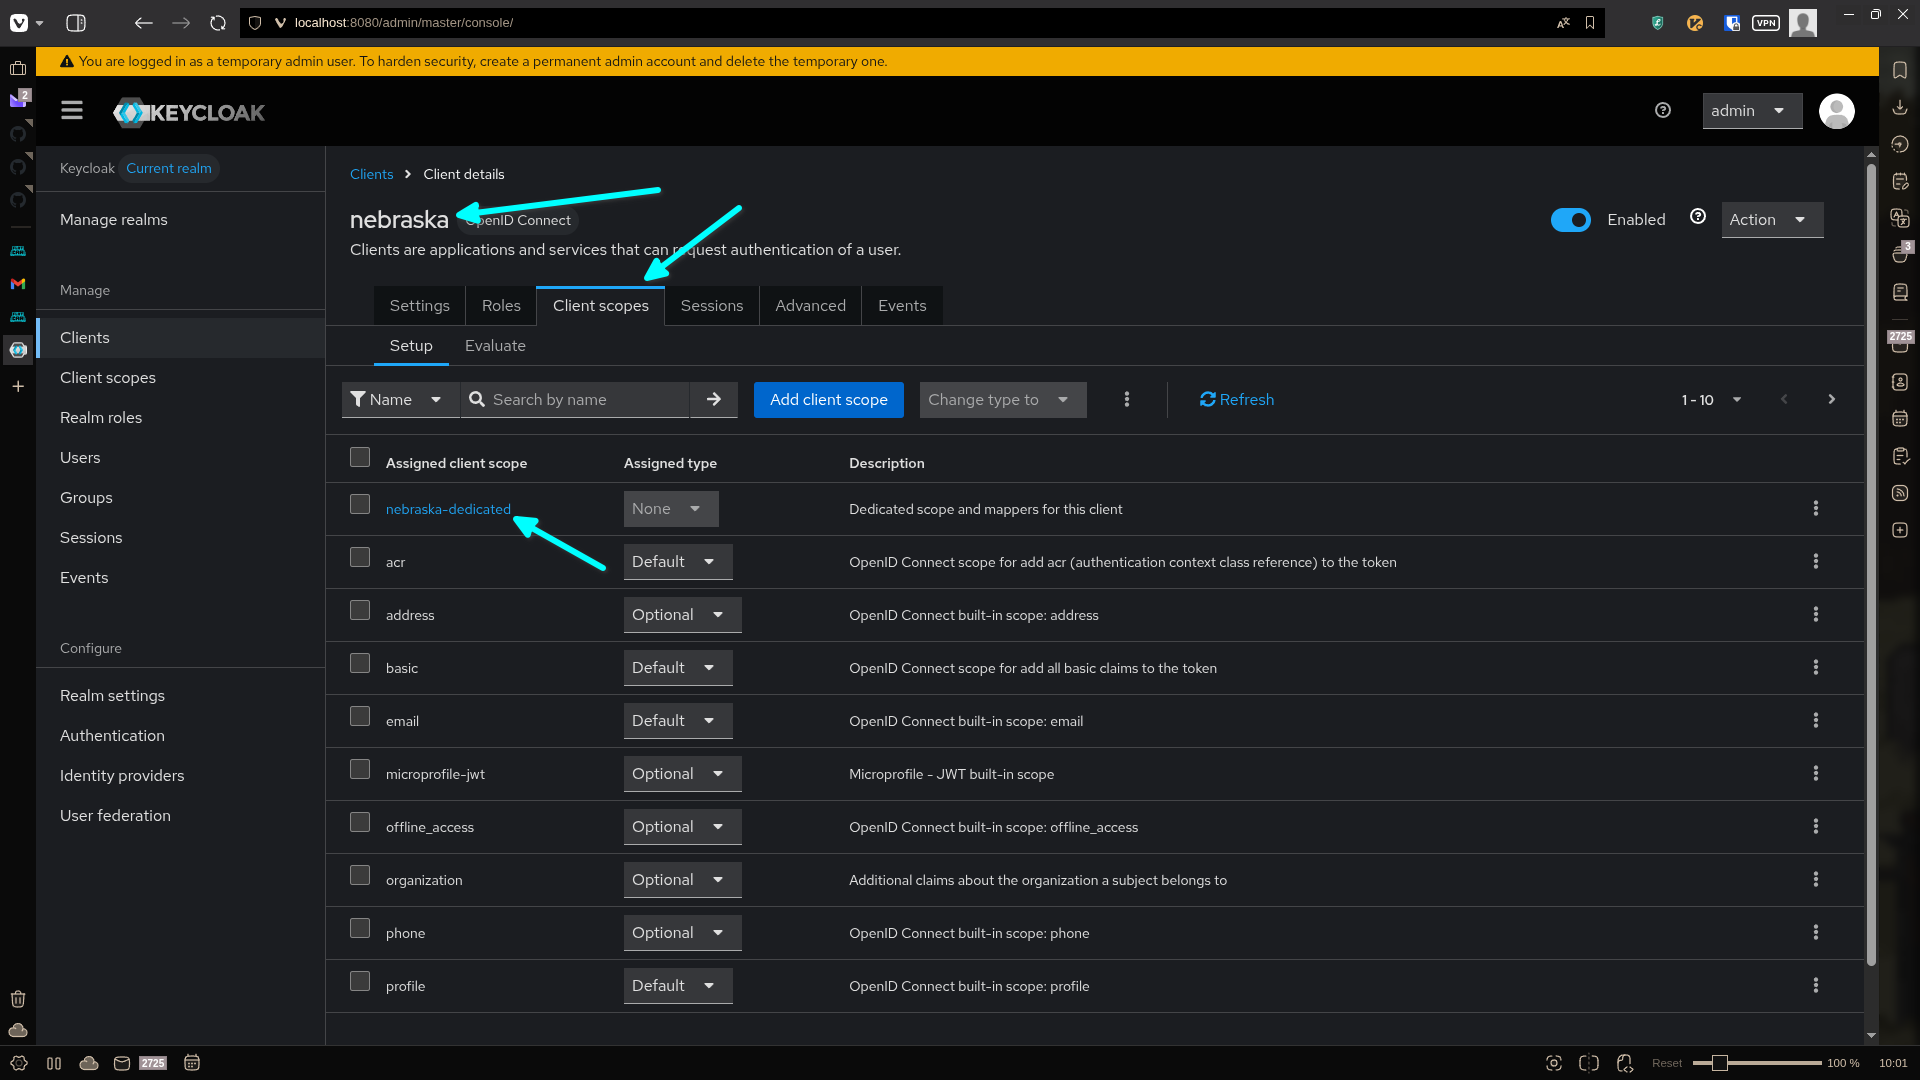 localhost:8080/admin/master/console/
VPN
You are logged in as a temporary admin user. To harden security, create a permanent admin account and delete the temporary one.
2
KEYCLOAK
admin
Keycloak Current realm
Manage realms
Manage
Clients
Client scopes
Realm roles
Users
Groups
Sessions
Events
Configure
Realm settings
Authentication
Identity providers
User federation
Clients > Client details
nebraska OpenID Connect
Enabled
Action
Clients are applications and services that can request authentication of a user.
Settings Roles Client scopes Sessions Advanced Events
Setup Evaluate
Name Search by name Add client scope Change type to Refresh 1 - 10
Assigned client scope Assigned type Description
nebraska-dedicated None Dedicated scope and mappers for this client
acr Default OpenID Connect scope for add acr (authentication context class reference) to the token
address Optional OpenID Connect built-in scope: address
basic Default OpenID Connect scope for add all basic claims to the token
email Default OpenID Connect built-in scope: email
microprofile-jwt Optional Microprofile - JWT built-in scope
offline_access Optional OpenID Connect built-in scope: offline_access
organization Optional Additional claims about the organization a subject belongs to
phone Optional OpenID Connect built-in scope: phone
profile Default OpenID Connect built-in scope: profile
3
2725
2725
Reset 100 % 10:01